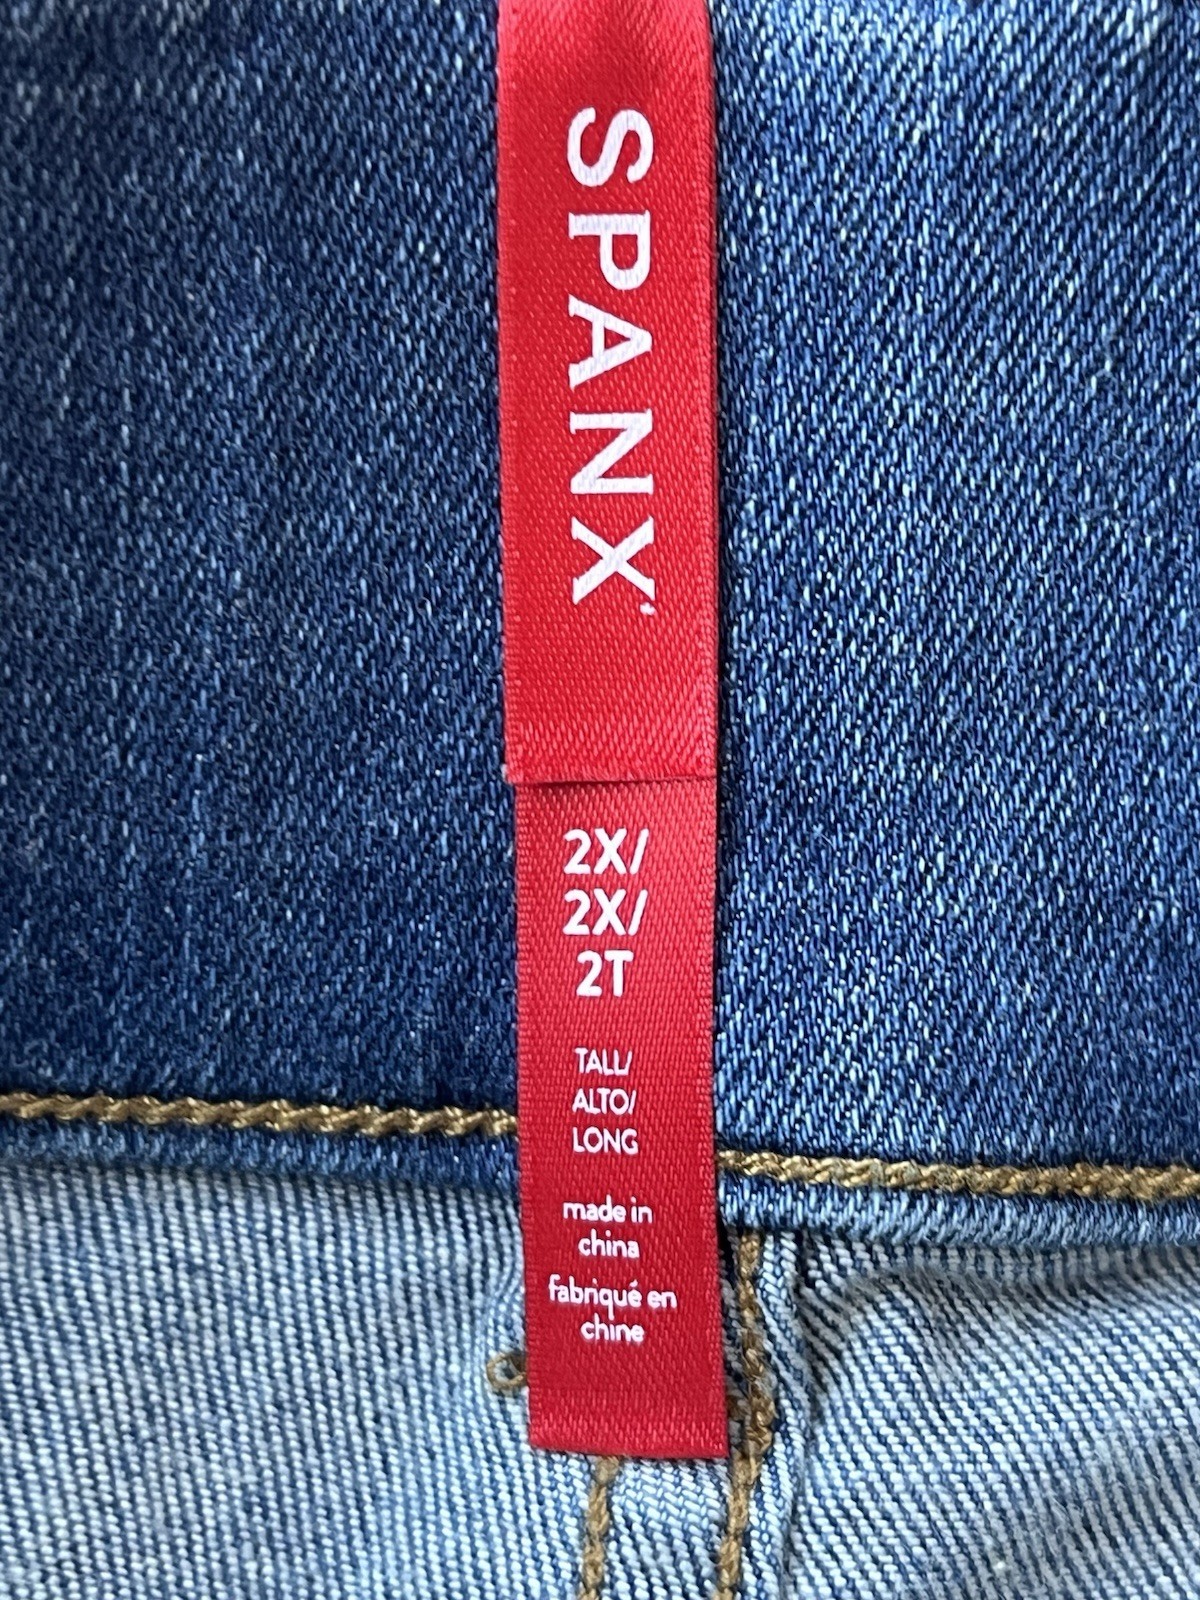 SPANX
2X/
2X/
2T
TALL/
ALTO/
LONG
made in
china
fabriqué en
chine